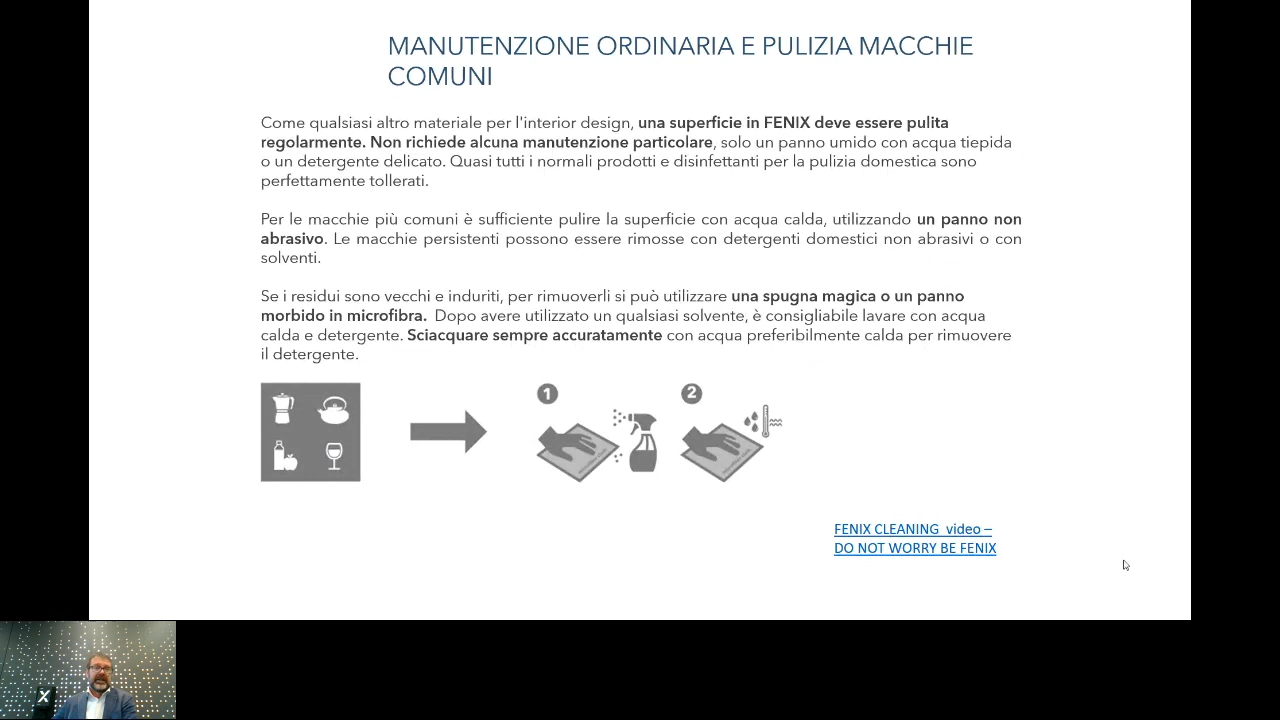 MANUTENZIONE ORDINARIA E PULIZIA MACCHIE
COMUNI
Come qualsiasi altro materiale per l'interior design, una superficie in FENIX deve essere pulita
regolarmente. Non richiede alcuna manutenzione particolare, solo un panno umido con acqua tiepida
o un detergente delicato. Quasi tutti i normali prodotti e disinfettanti per la pulizia domestica sono
perfettamente tollerati.
Per le macchie più comuni è sufficiente pulire la superficie con acqua calda, utilizzando un panno non
abrasivo. Le macchie persistenti possono essere rimosse con detergenti domestici non abrasivi o con
solventi.
Se i residui sono vecchi e induriti, per rimuoverli si può utilizzare una spugna magica o un panno
morbido in microfibra. Dopo avere utilizzato un qualsiasi solvente, è consigliabile lavare con acqua
calda e detergente. Sciacquare sempre accuratamente con acqua preferibilmente calda per rimuovere
il detergente.
1
2
FENIX CLEANING video –
DO NOT WORRY BE FENIX
X